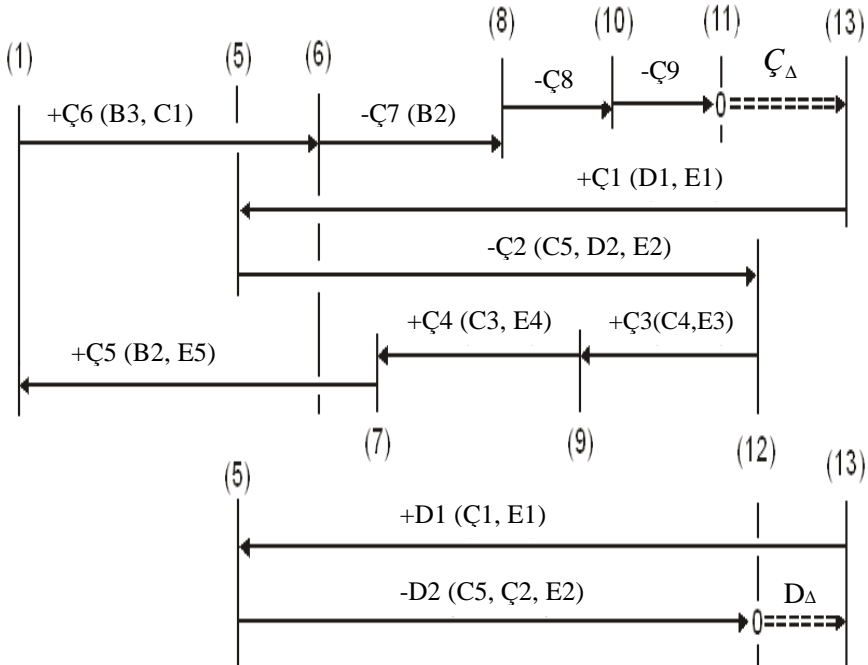 (1) (5) (6) (8) (10) (11) (13)
+Ç6 (B3, C1) -Ç7 (B2) -Ç8 -Ç9 Ç∆
+Ç1 (D1, E1)
-Ç2 (C5, D2, E2)
+Ç5 (B2, E5) +Ç4 (C3, E4) +Ç3(C4,E3)
(7) (9) (12) (13)
(5)
+D1 (Ç1, E1)
-D2 (C5, Ç2, E2) D∆